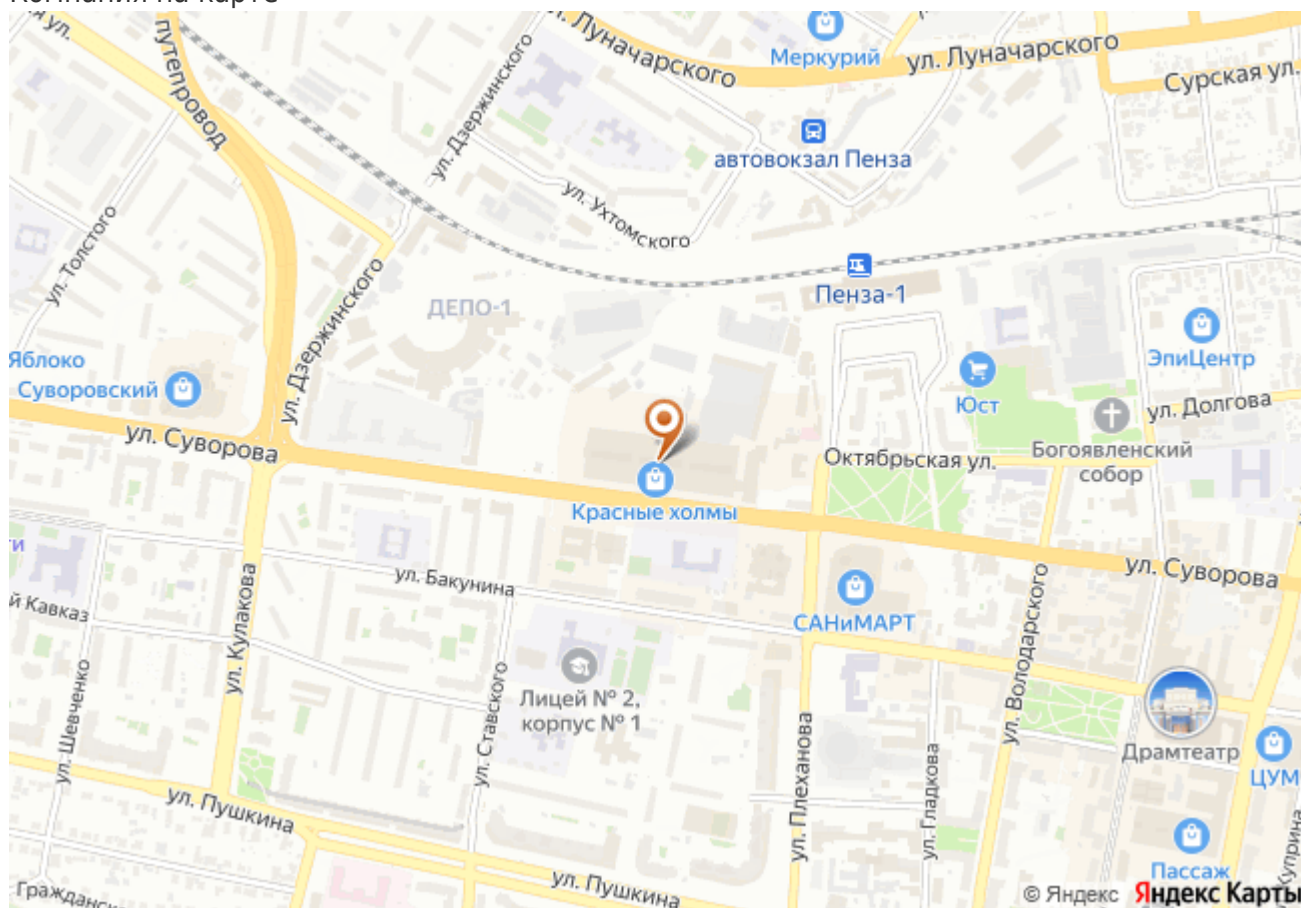 путепровод
ул. Луначарского
Меркурий
ул. Луначарского
Сурская ул.
ул. Дзержинского
автовокзал Пенза
ул. Ухтомского
ул. Толстого
Пенза-1
ДЕПО-1
ул. Дзержинского
ЭпиЦентр
Яблоко
Суворовский
Юст
ул. Долгова
ул. Суворова
Богоявленский
собор
Октябрьская ул.
Красные холмы
ул. Суворова
ул. Бакунина
САНиМАРТ
й Кавказ
ул. Кулакова
ул. Володарского
ул. Шевченко
Лицей № 2,
корпус № 1
ул. Ставского
ул. Плеханова
ул. Гладкова
Драмтеатр
ЦУМ
ул. Пушкина
Пассаж
ул. Пушкина
Куприна
© Яндекс Яндекс Карты